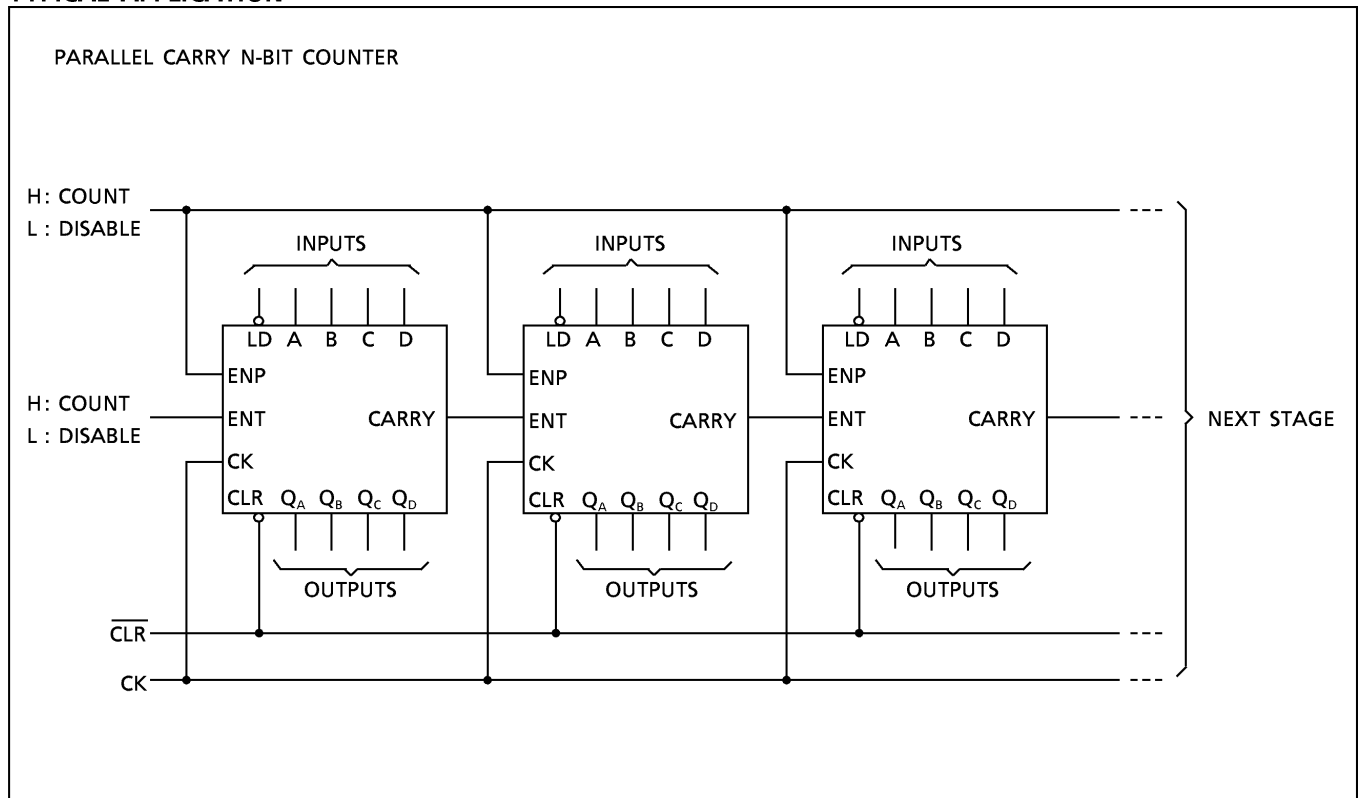 PARALLEL CARRY N-BIT COUNTER
H: COUNT
L : DISABLE
INPUTS INPUTS INPUTS
LD A B C D LD A B C D LD A B C D
ENP ENP ENP
H: COUNT
L : DISABLE
ENT CARRY ENT CARRY ENT CARRY NEXT STAGE
CK CK CK
CLR QA QB QC QD CLR QA QB QC QD CLR QA QB QC QD
OUTPUTS OUTPUTS OUTPUTS
CLR
CK